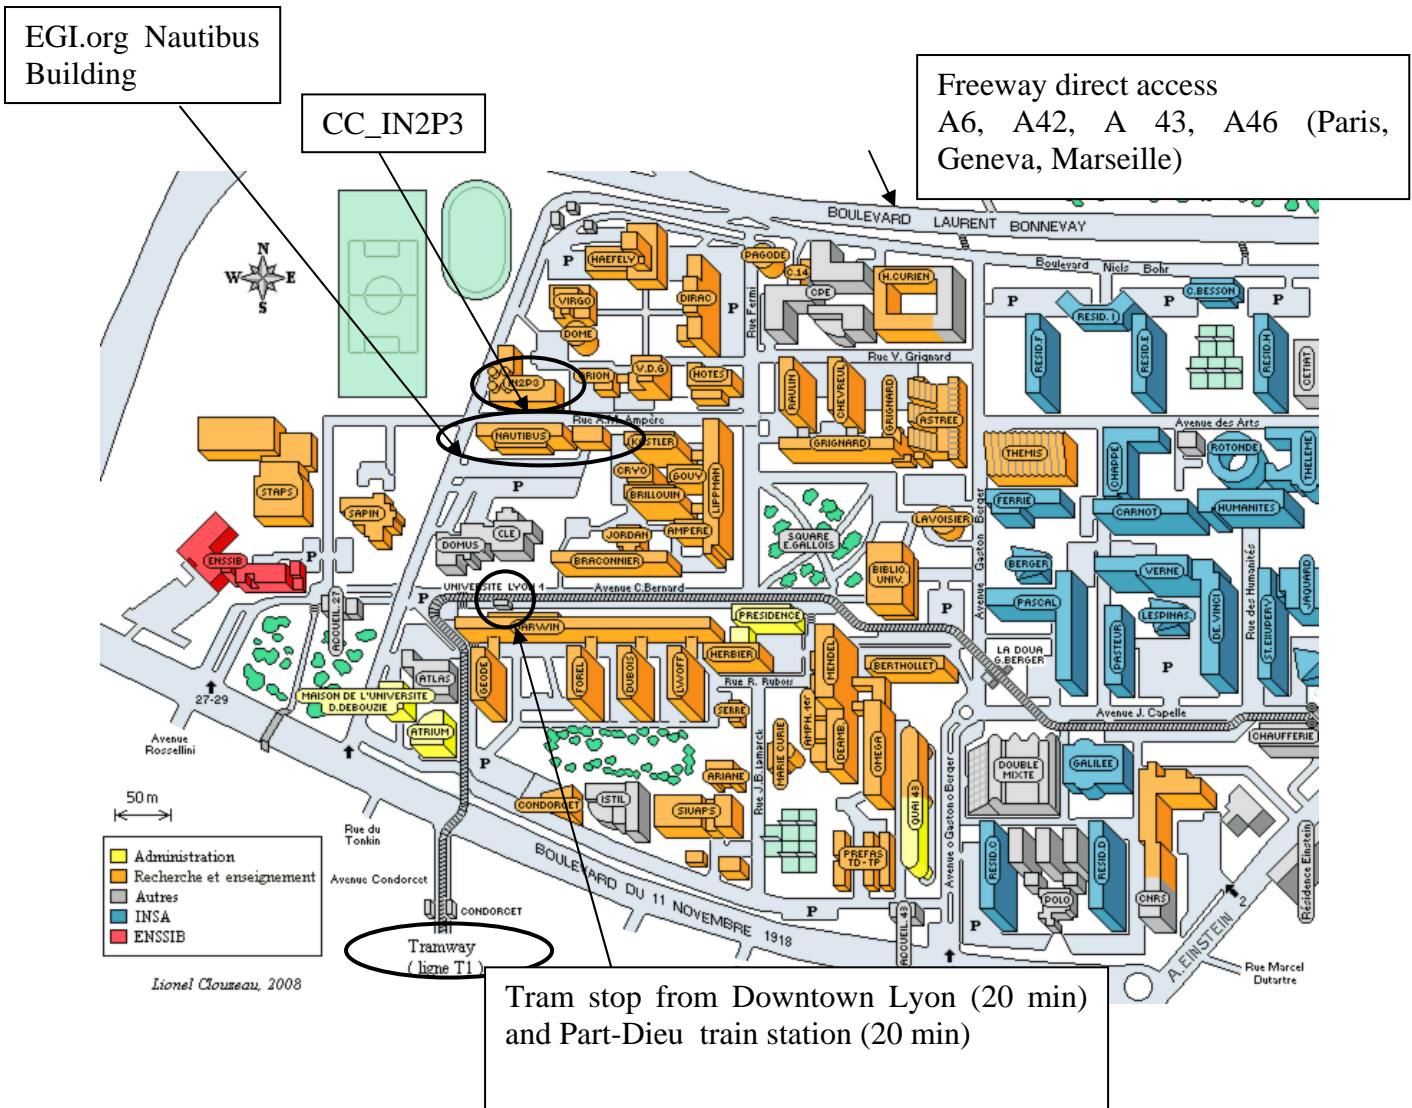 EGI.org Nautibus
Building
CC_IN2P3
Freeway direct access
A6, A42, A 43, A46 (Paris,
Geneva, Marseille)
BOULEVARD LAURENT BONNEVAY
Boulevard Niels Bohr
N
W E
S
HAEFELY
P
PAGODE
C.14
CPE
H.CURIEN
C.BESSON
VIRGO
DIRAC
P
Rue Fermi
P
RESID. J
P
P
DOME
RESID.F
RESID.E
RESID.H
Rue V. Grignard
CETIAT
IN2P3
ORION
V.D.G
HOTES
RAULIN
CHEVREUL
GRIGNARD
ASTREE
Rue A.M. Ampère
Avenue des Arts
NAUTIBUS
KASTLER
GRIGNARD
THEMIS
CHAPPE
ROTONDE
THELEME
CRYO
GOUY
LIPPMAN
STAPS
P
BRILLOUIN
FERRIE
CARNOT
HUMANITES
SAPIN
LAVOISIER
CLE
JORDAN
AMPERE
SQUARE
E.GALLOIS
DOMUS
ENSSIB
P
BRACONNIER
BIBLIO.
UNIV.
Avenue Gaston Berger
BERGER
VERNE
Rue des Humanités
JAQUARD
UNIVERSITE LYON 1
Avenue C.Bernard
ACCUEIL 27
P
PASCAL
PASTEUR
LESPINAS.
DE. VINCI
ST.EXUPERY
DARWIN
PRESIDENCE
P
MENDEL
HERBIER
BERTHOLLET
LA DOUA
G.BERGER
P
ATLAS
GEODE
FOREL
DUBOIS
LWOFF
Rue R. Rubois
27-29
MAISON DE L'UNIVERSITE
D.DEBOUZIE
SERRE
AMPH. 1er
DEAMB.
OMEGA
Avenue J. Capelle
ATRIUM
Avenue
Rossellini
CHAUFFERIE
P
MARIE CURIE
Rue J.B. Lamarck
ARIANE
DOUBLE
MIXTE
GALILEE
50 m
CONDORCET
ISTIL
SIUAPS
QUAI 43
Avenue Gaston Berger
Rue du
Tonkin
PREFAS
TD-TP
RESID.C
RESID.D
POLO
CNRS
Résidence Einstein
Administration
Recherche et enseignement
Autres
INSA
ENSSIB
Avenue Condorcet
BOULEVARD DU 11 NOVEMBRE 1918
P
ACCUEIL 43
P
2
CONDORCET
A.EINSTEIN
Tramway
( ligne T1 )
Rue Marcel
Dutartre
Lionel Clouzeau, 2008
Tram stop from Downtown Lyon (20 min)
and Part-Dieu train station (20 min)